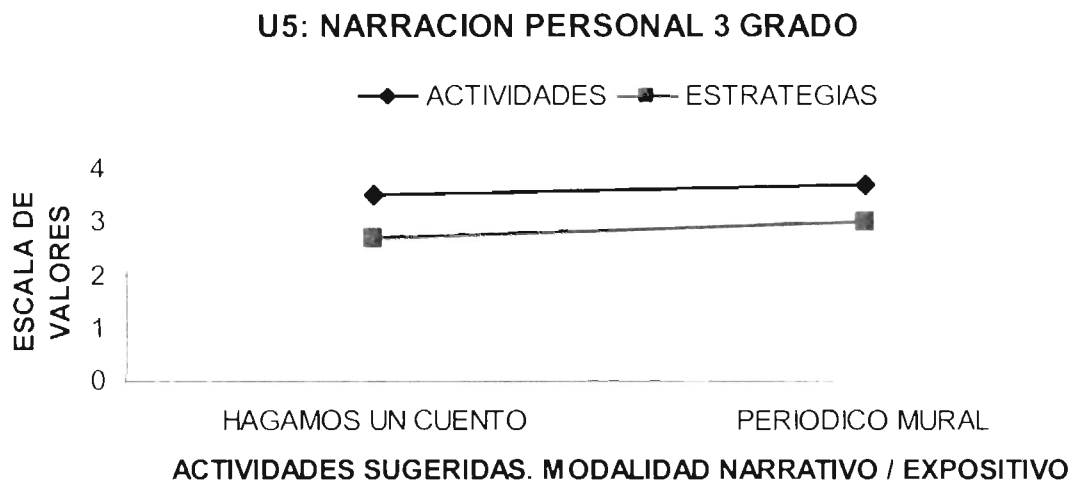 U5: NARRACION PERSONAL 3 GRADO
ACTIVIDADES ESTRATEGIAS
ESCALA DE
VALORES
4
3
2
1
0
HAGAMOS UN CUENTO PERIODICO MURAL
ACTIVIDADES SUGERIDAS. MODALIDAD NARRATIVO / EXPOSITIVO